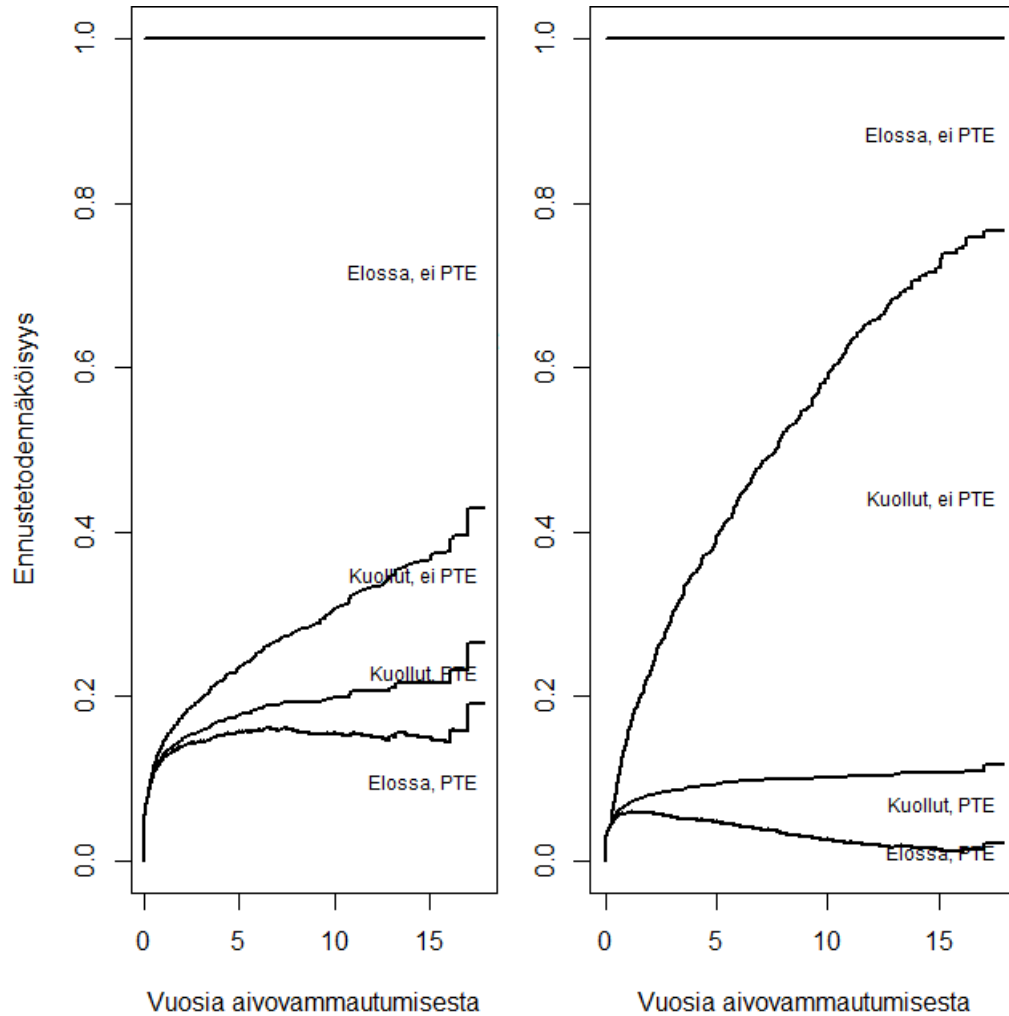 Ennustetodennäköisyys
1.0
0.8
0.6
0.4
0.2
0.0
Elossa, ei PTE
Kuollut, ei PTE
Kuollut, PTE
Elossa, PTE
0 5 10 15
Vuosia aivovammautumisesta
1.0
0.8
0.6
0.4
0.2
0.0
Elossa, ei PTE
Kuollut, ei PTE
Kuollut, PTE
Elossa, PTE
0 5 10 15
Vuosia aivovammautumisesta